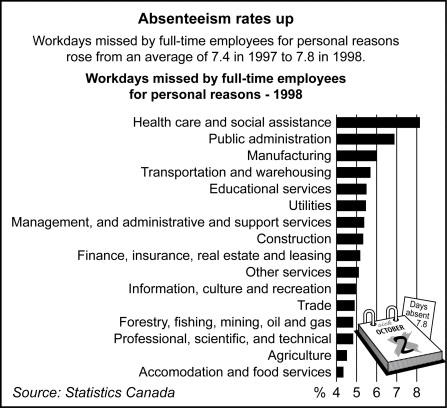 Absenteeism rates up
Workdays missed by full-time employees for personal reasons
rose from an average of 7.4 in 1997 to 7.8 in 1998.
Workdays missed by full-time employees
for personal reasons - 1998
Health care and social assistance
Public administration
Manufacturing
Transportation and warehousing
Educational services
Utilities
Management, and administrative and support services
Construction
Finance, insurance, real estate and leasing
Other services
Information, culture and recreation
Trade
Forestry, fishing, mining, oil and gas
Professional, scientific, and technical
Agriculture
Accomodation and food services
% 4 5 6 7 8
Days
absent
7.8
OCTOBER
2
Source: Statistics Canada